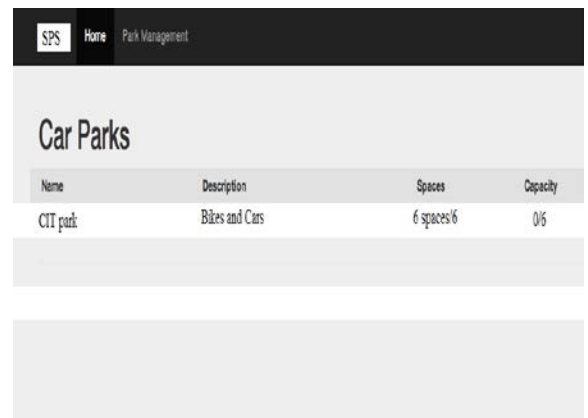 SPS Home Park Management
Car Parks
Name Description Spaces Capacity
CIT park Bikes and Cars 6 spaces/6 0/6